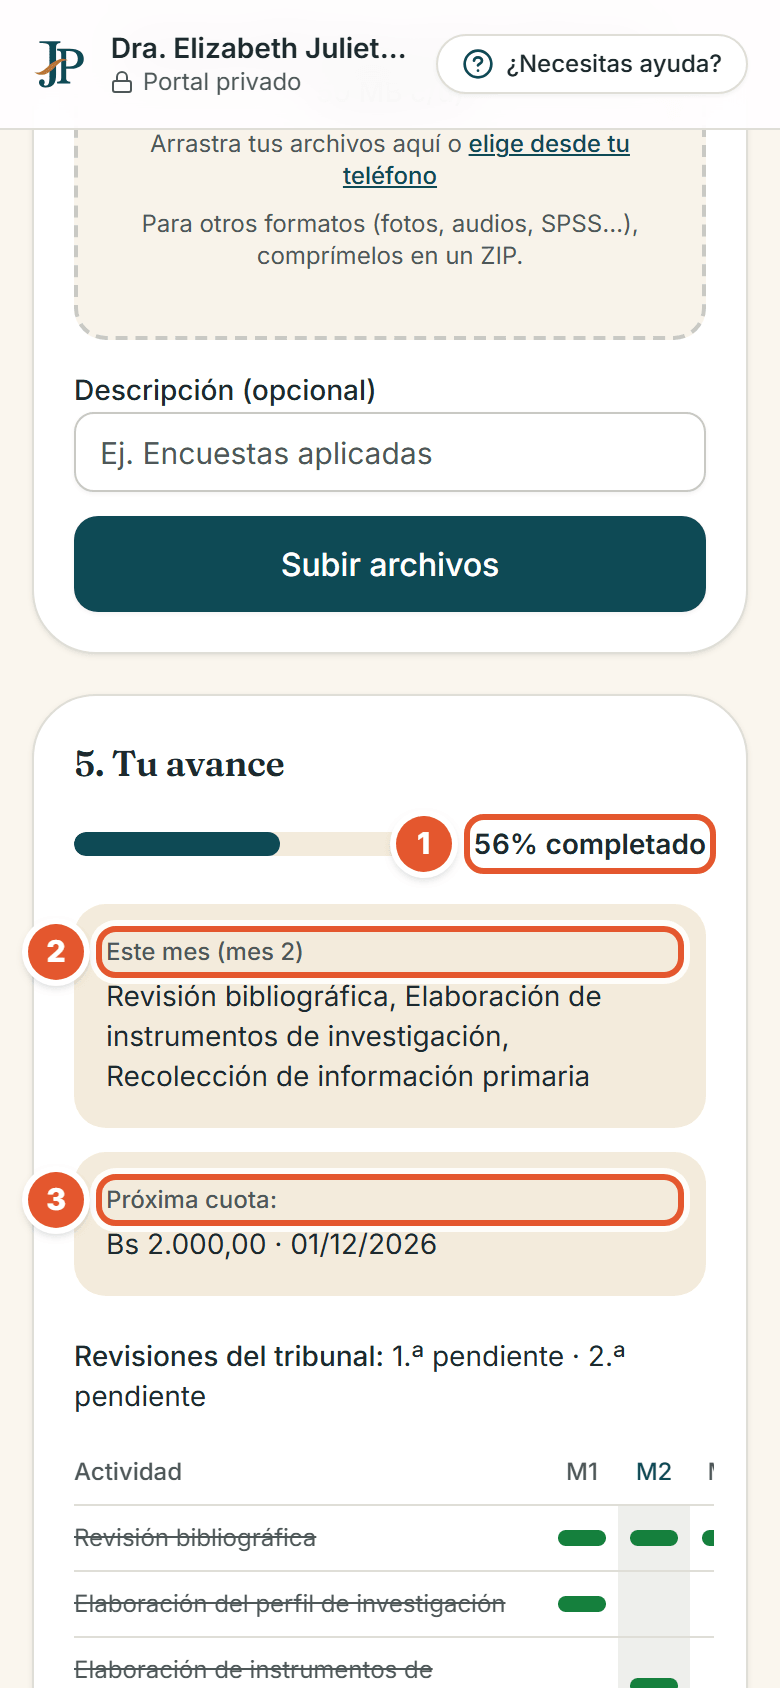 JP
Dra. Elizabeth Juliet...
Portal privado
¿Necesitas ayuda?
Arrastra tus archivos aquí o elige desde tu
teléfono
Para otros formatos (fotos, audios, SPSS...),
comprímelos en un ZIP.
Descripción (opcional)
Ej. Encuestas aplicadas
Subir archivos
5. Tu avance
1
56% completado
2
Este mes (mes 2)
Revisión bibliográfica, Elaboración de
instrumentos de investigación,
Recolección de información primaria
3
Próxima cuota:
Bs 2.000,00 · 01/12/2026
Revisiones del tribunal: 1.ª pendiente · 2.ª
pendiente
Actividad M1 M2
Revisión bibliográfica
Elaboración del perfil de investigación
Elaboración de instrumentos de